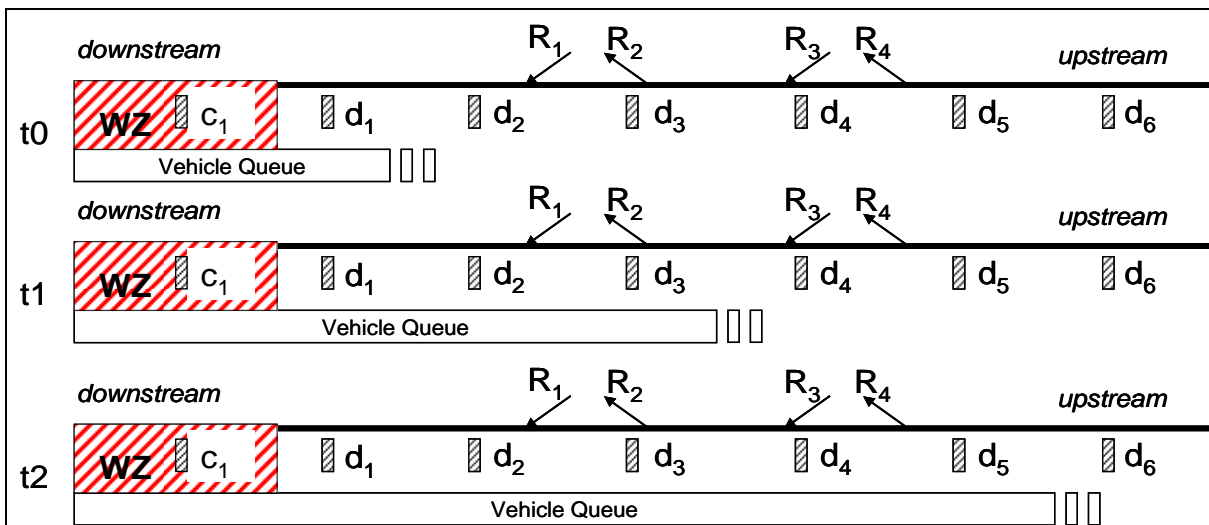 downstream
R₁ R₂ R₃ R₄ upstream
t0 WZ c₁ d₁ d₂ d₃ d₄ d₅ d₆
Vehicle Queue
downstream
R₁ R₂ R₃ R₄ upstream
t1 WZ c₁ d₁ d₂ d₃ d₄ d₅ d₆
Vehicle Queue
downstream
R₁ R₂ R₃ R₄ upstream
t2 WZ c₁ d₁ d₂ d₃ d₄ d₅ d₆
Vehicle Queue